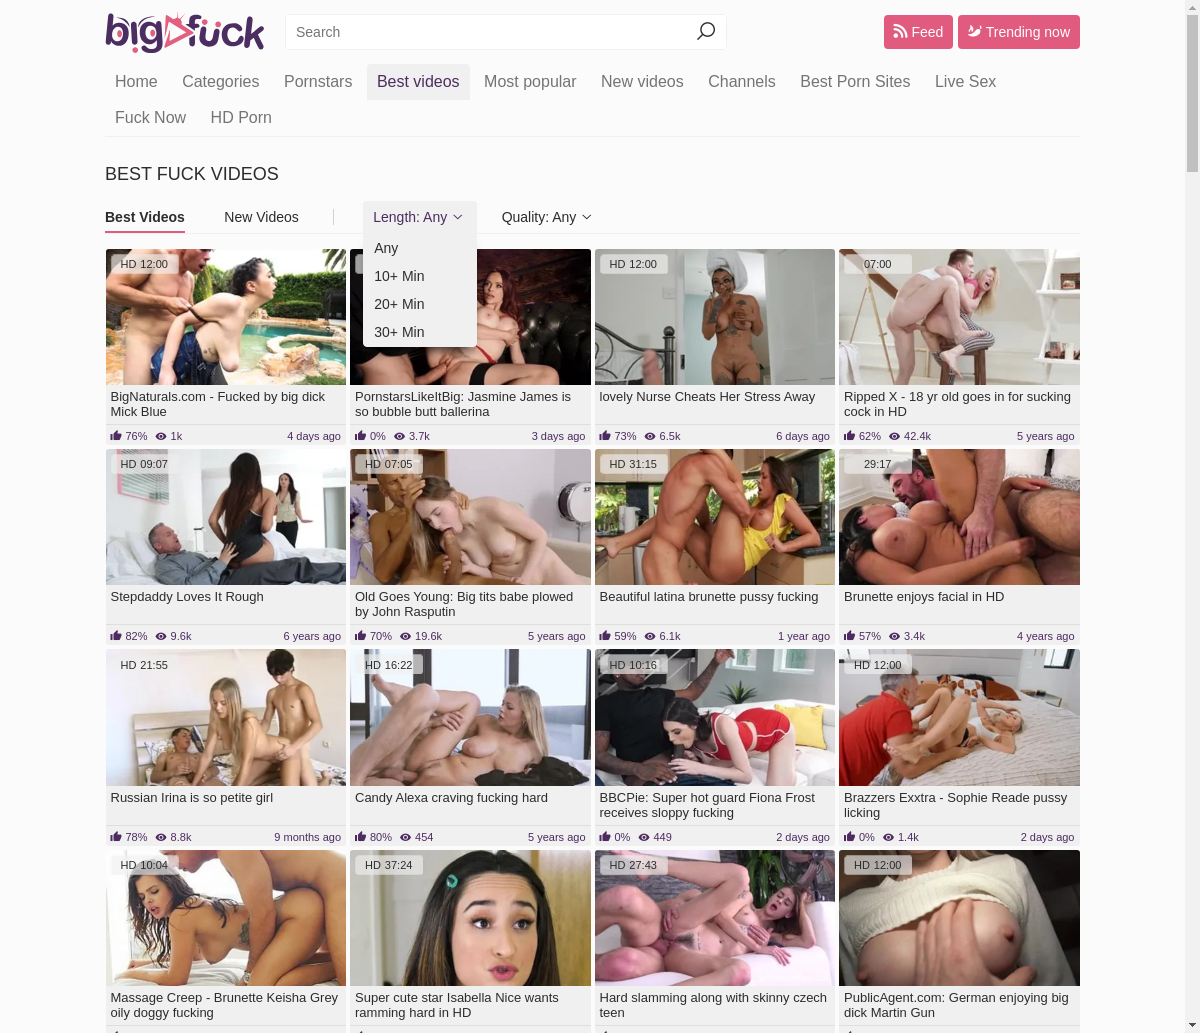 bigfuck
Search
Feed
Trending now
Home Categories Pornstars Best videos Most popular New videos Channels Best Porn Sites Live Sex
Fuck Now HD Porn
BEST FUCK VIDEOS
Best Videos New Videos Length: Any Quality: Any
Any
10+ Min
20+ Min
30+ Min
HD 12:00
HD 12:00
07:00
BigNaturals.com - Fucked by big dick
Mick Blue
76% 1k 4 days ago
PornstarsLikeItBig: Jasmine James is
so bubble butt ballerina
0% 3.7k 3 days ago
lovely Nurse Cheats Her Stress Away
73% 6.5k 6 days ago
Ripped X - 18 yr old goes in for sucking
cock in HD
62% 42.4k 5 years ago
HD 09:07
HD 07:05
HD 31:15
29:17
Stepdaddy Loves It Rough
82% 9.6k 6 years ago
Old Goes Young: Big tits babe plowed
by John Rasputin
70% 19.6k 5 years ago
Beautiful latina brunette pussy fucking
59% 6.1k 1 year ago
Brunette enjoys facial in HD
57% 3.4k 4 years ago
HD 21:55
HD 16:22
HD 10:16
HD 12:00
Russian Irina is so petite girl
78% 8.8k 9 months ago
Candy Alexa craving fucking hard
80% 454 5 years ago
BBCPie: Super hot guard Fiona Frost
receives sloppy fucking
0% 449 2 days ago
Brazzers Exxtra - Sophie Reade pussy
licking
0% 1.4k 2 days ago
HD 10:04
HD 37:24
HD 27:43
HD 12:00
Massage Creep - Brunette Keisha Grey
oily doggy fucking
Super cute star Isabella Nice wants
ramming hard in HD
Hard slamming along with skinny czech
teen
PublicAgent.com: German enjoying big
dick Martin Gun